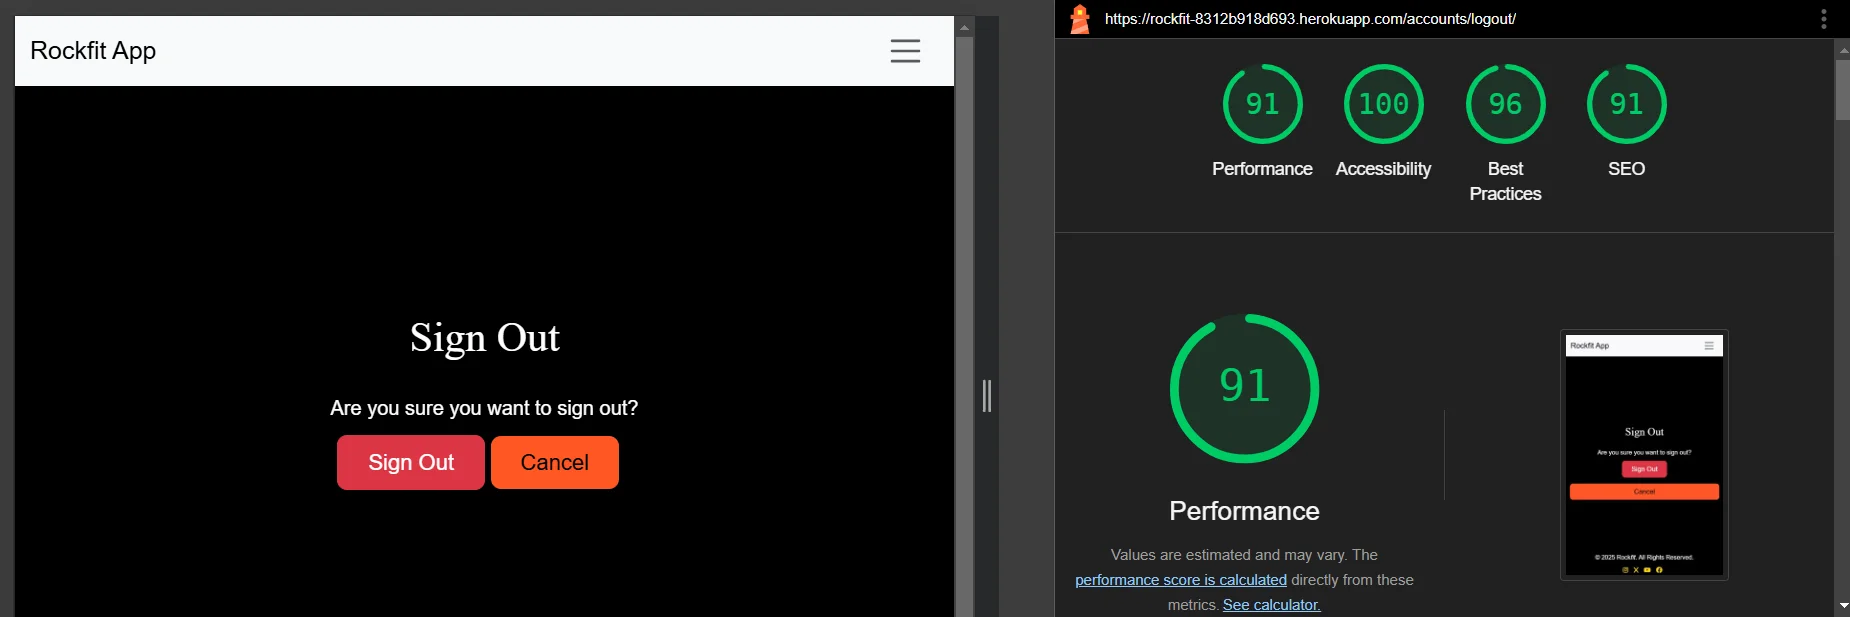 Rockfit App
Sign Out
Are you sure you want to sign out?
Sign Out
Cancel
https://rockfit-8312b918d693.herokuapp.com/accounts/logout/
91
100
96
91
Performance
Accessibility
Best
Practices
SEO
91
Performance
Values are estimated and may vary. The
performance score is calculated directly from these
metrics. See calculator.
Rockfit App
Sign Out
Are you sure you want to sign out?
Sign Out
Cancel
© 2025 Rockfit. All Rights Reserved.